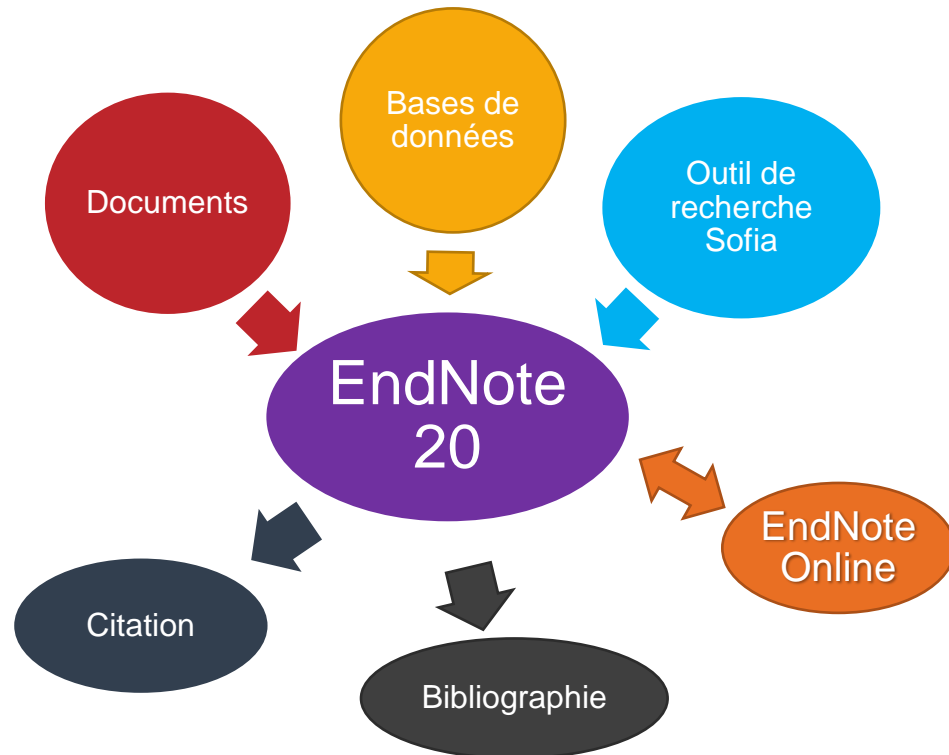 Bases de
données
Documents
Outil de
recherche
Sofia
EndNote
20
EndNote
Online
Citation
Bibliographie